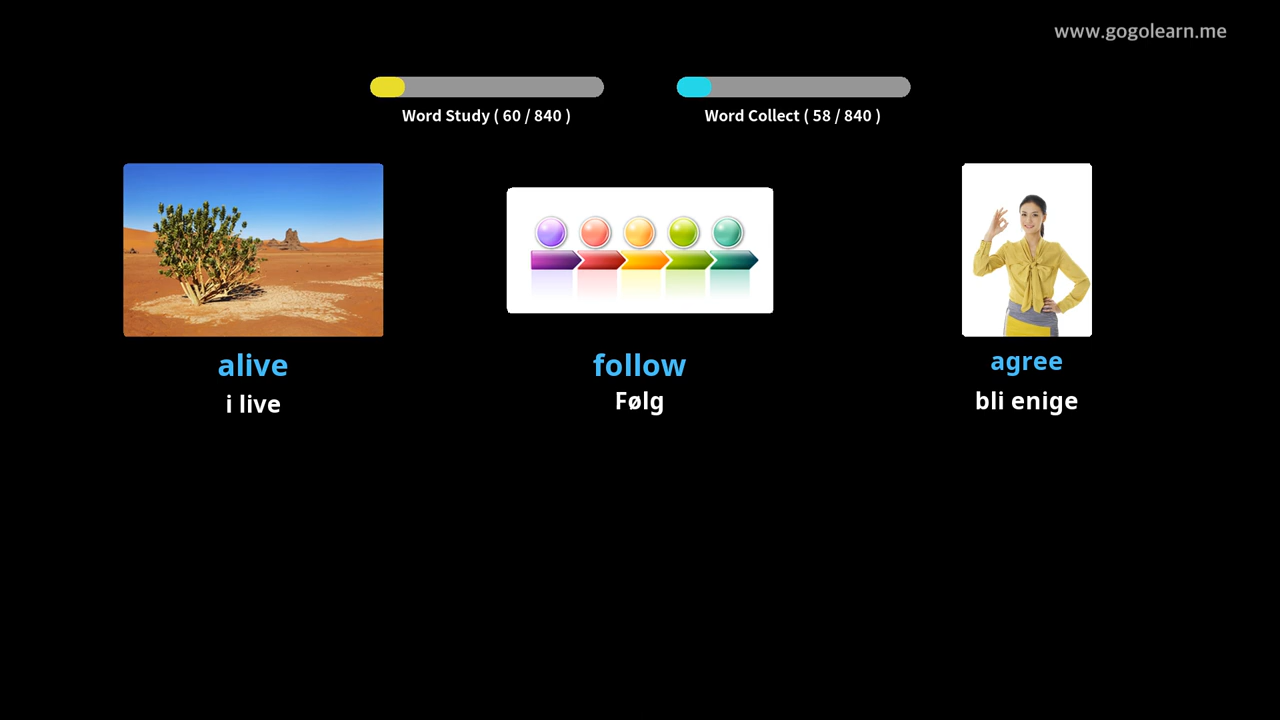 www.gogolearn.me
Word Study ( 60 / 840 )
Word Collect ( 58 / 840 )
alive
i live
follow
Følg
agree
bli enige